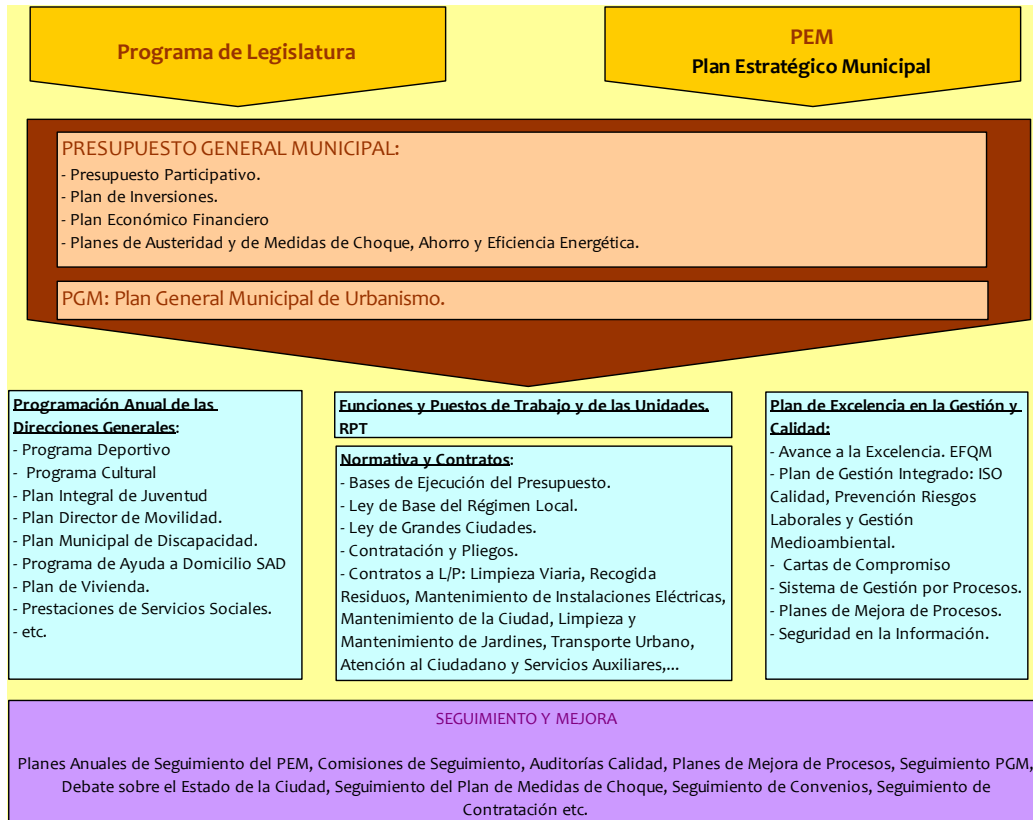 Programa de Legislatura
PEM
Plan Estratégico Municipal
PRESUPUESTO GENERAL MUNICIPAL:
- Presupuesto Participativo.
- Plan de Inversiones.
- Plan Económico Financiero
- Planes de Austeridad y de Medidas de Choque, Ahorro y Eficiencia Energética.
PGM: Plan General Municipal de Urbanismo.
Programación Anual de las
Direcciones Generales:
- Programa Deportivo
- Programa Cultural
- Plan Integral de Juventud
- Plan Director de Movilidad.
- Plan Municipal de Discapacidad.
- Programa de Ayuda a Domicilio SAD
- Plan de Vivienda.
- Prestaciones de Servicios Sociales.
- etc.
Funciones y Puestos de Trabajo y de las Unidades.
RPT
Normativa y Contratos:
- Bases de Ejecución del Presupuesto.
- Ley de Base del Régimen Local.
- Ley de Grandes Ciudades.
- Contratación y Pliegos.
- Contratos a L/P: Limpieza Viaria, Recogida
Residuos, Mantenimiento de Instalaciones Eléctricas,
Mantenimiento de la Ciudad, Limpieza y
Mantenimiento de Jardines, Transporte Urbano,
Atención al Ciudadano y Servicios Auxiliares,...
Plan de Excelencia en la Gestión y
Calidad:
- Avance a la Excelencia. EFQM
- Plan de Gestión Integrado: ISO
Calidad, Prevención Riesgos
Laborales y Gestión
Medioambiental.
- Cartas de Compromiso
- Sistema de Gestión por Procesos.
- Planes de Mejora de Procesos.
- Seguridad en la Información.
SEGUIMIENTO Y MEJORA
Planes Anuales de Seguimiento del PEM, Comisiones de Seguimiento, Auditorías Calidad, Planes de Mejora de Procesos, Seguimiento PGM,
Debate sobre el Estado de la Ciudad, Seguimiento del Plan de Medidas de Choque, Seguimiento de Convenios, Seguimiento de
Contratación etc.